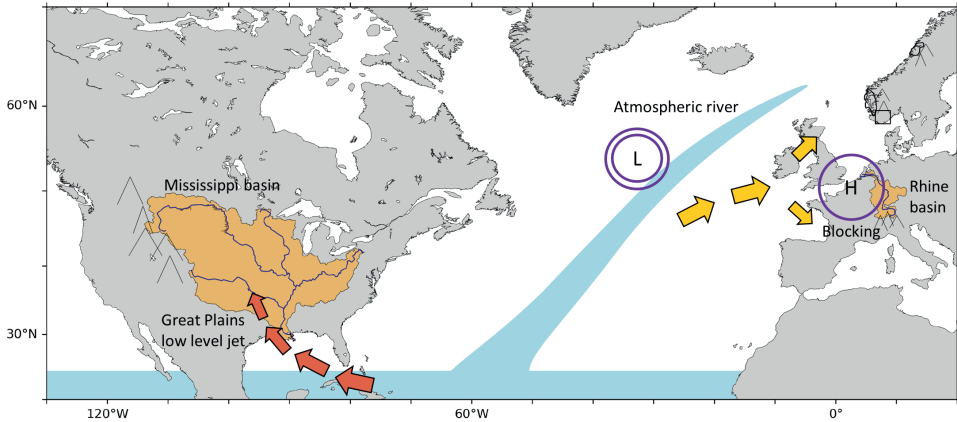 60°N
Atmospheric river
L
Mississippi basin
H
Rhine
basin
Blocking
Great Plains
low level jet
30°N
120°W
60°W
0°